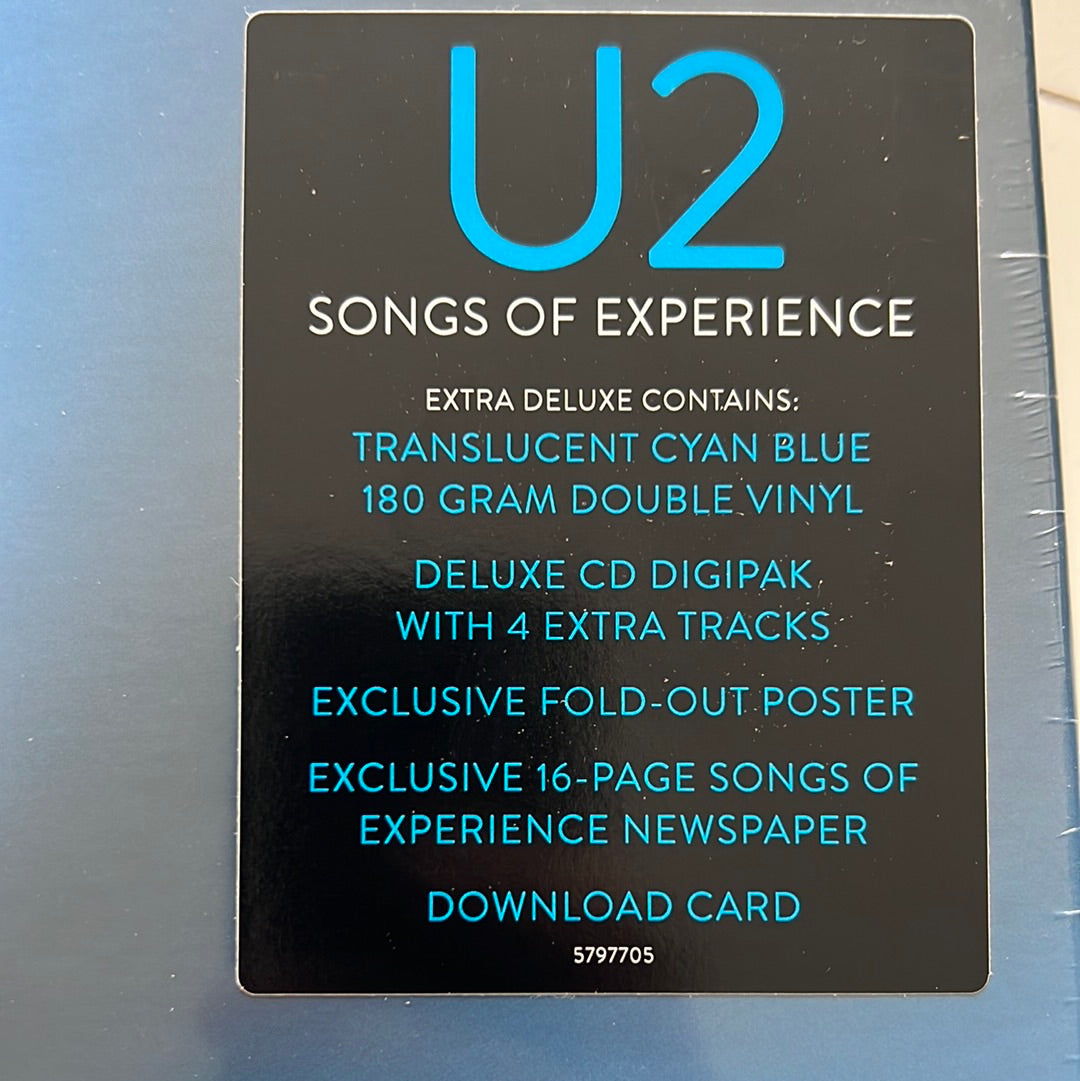 U2
SONGS OF EXPERIENCE
EXTRA DELUXE CONTAINS:
TRANSLUCENT CYAN BLUE
180 GRAM DOUBLE VINYL
DELUXE CD DIGIPAK
WITH 4 EXTRA TRACKS
EXCLUSIVE FOLD-OUT POSTER
EXCLUSIVE 16-PAGE SONGS OF
EXPERIENCE NEWSPAPER
DOWNLOAD CARD
5797705